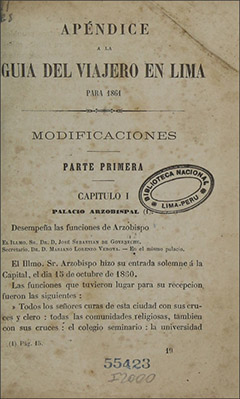 APÉNDICE
A LA
GUIA DEL VIAJERO EN LIMA
PARA 1861
MODIFICACIONES
PARTE PRIMERA
CAPITULO I
PALACIO ARZOBISPAL (1).
Desempeña las funciones de Arzobispo
El Illmo. Sr. Dr. D. José Sebastian de Goyeneche.
Secretario. Dr. D. Mariano Lorenzo — En el mismo palacio.
El Illmo. Sr. Arzobispo hizo su entrada solemne á la
Capital, el dia 15 de octubre de 1860.
Las funciones que tuvieron lugar para su recepcion
fueron las siguientes :
» Todos los señores curas de esta ciudad con sus cru-
ces y clero : todas las comunidades religiosas, tambien
con sus cruces : el colegio seminario : la universidad
(1) Pág. 15.
19
BIBLIOTECA NACIONAL
LIMA-PERU
55423